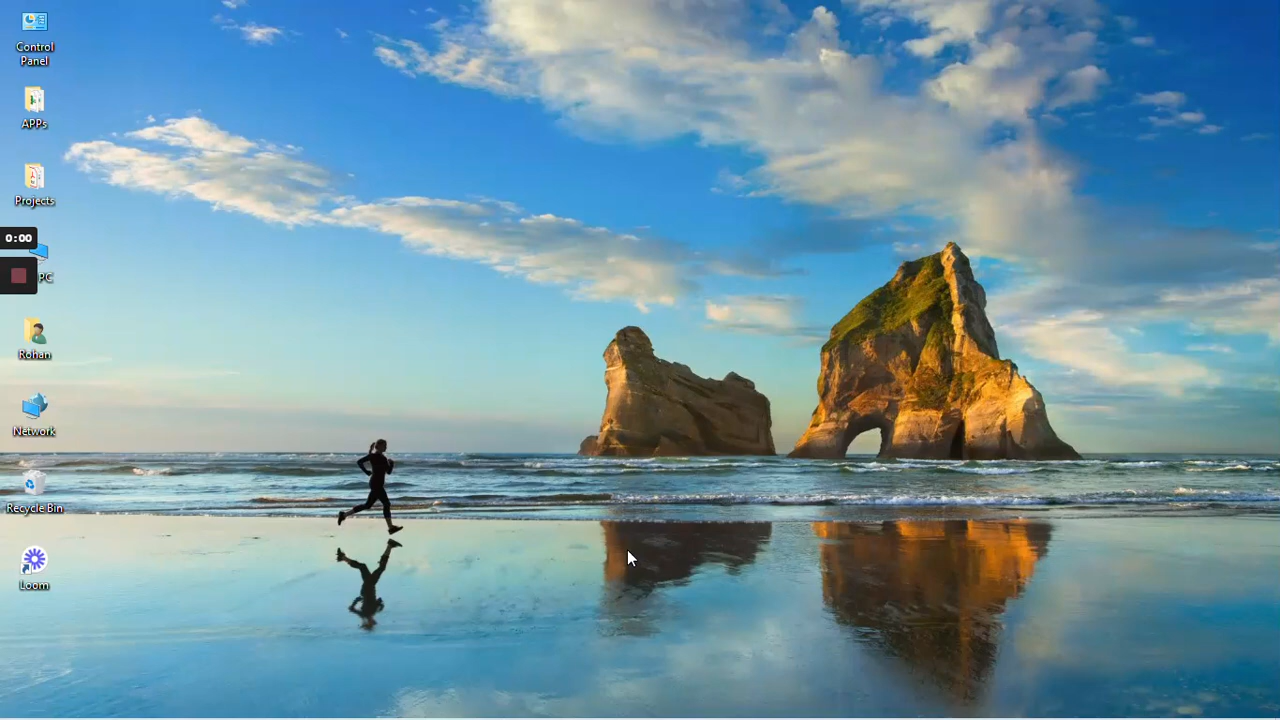 Control
Panel
APPs
Projects
0:00
PC
Rohan
Network
Recycle Bin
Loom